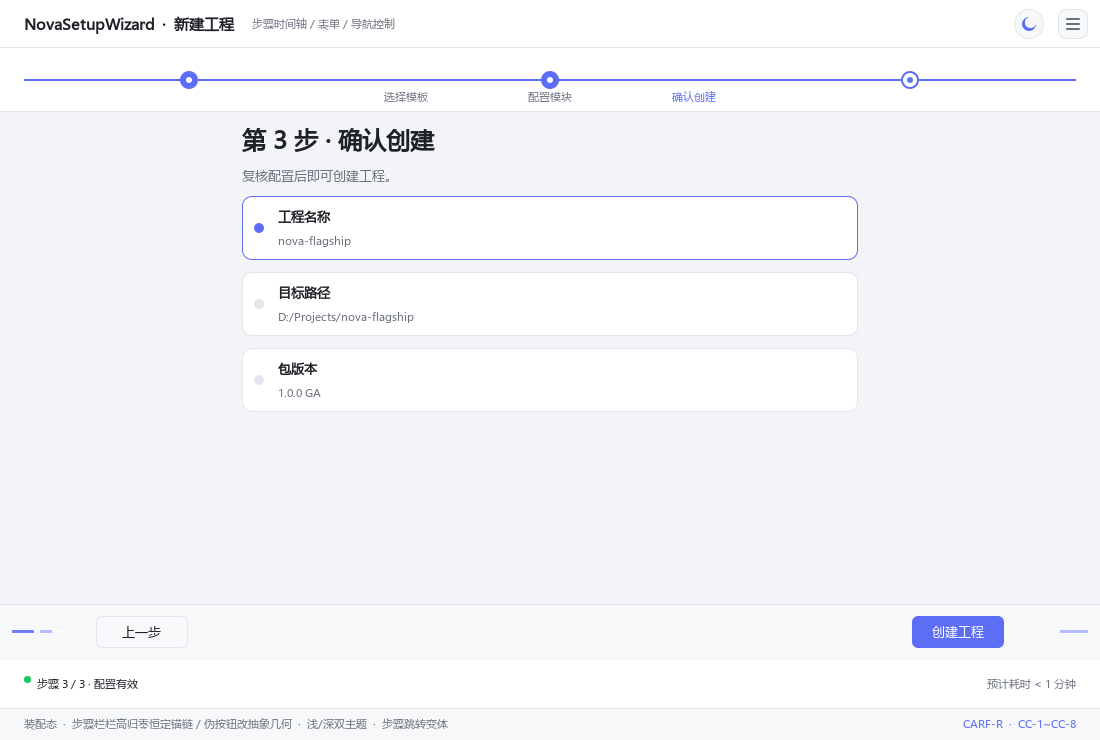 NovaSetupWizard · 新建工程
步骤时间轴 / 表单 / 导航控制
选择模板
配置模块
确认创建
第 3 步 · 确认创建
复核配置后即可创建工程。
工程名称
nova-flagship
目标路径
D:/Projects/nova-flagship
包版本
1.0.0 GA
上一步
创建工程
步骤 3 / 3 · 配置有效
预计耗时 < 1 分钟
装配态 · 步骤栏栏高归零恒定锚链 / 伪按钮改抽象几何 · 浅/深双主题 · 步骤跳转变体
CARF-R · CC-1~CC-8